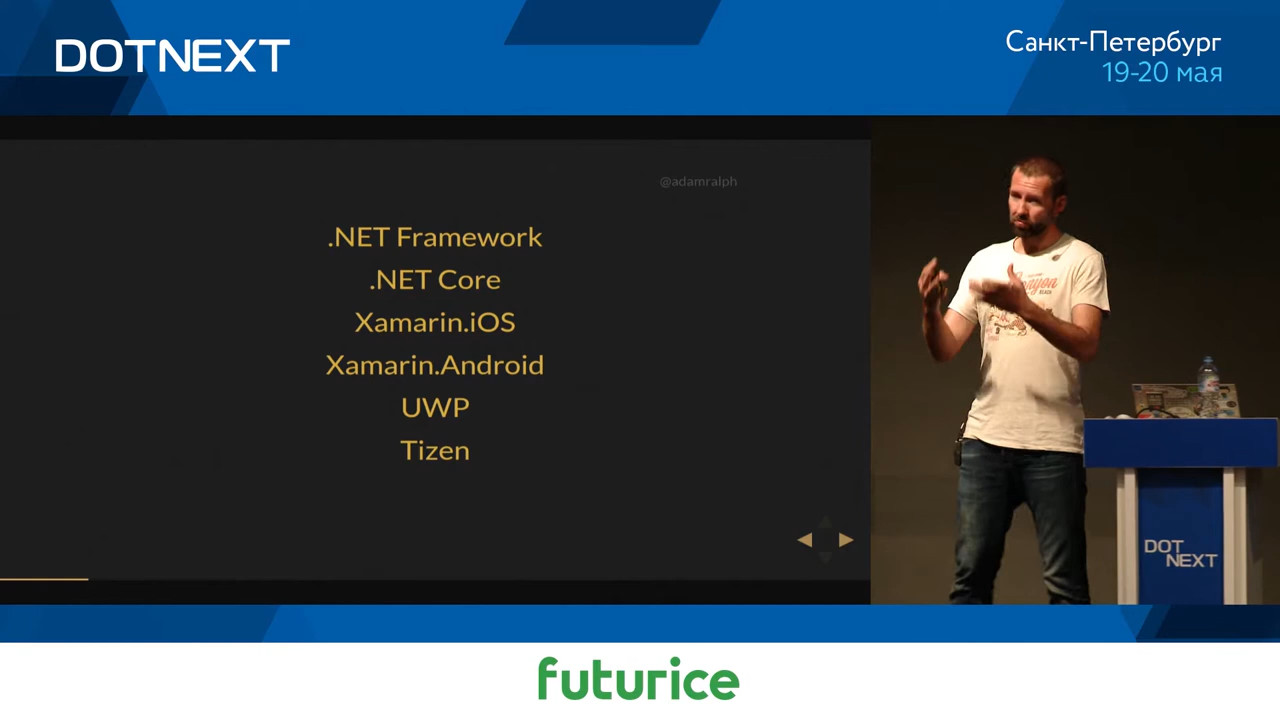 DOTNEXT
Санкт-Петербург
19-20 мая
@adamralph
.NET Framework
.NET Core
Xamarin.iOS
Xamarin.Android
UWP
Tizen
DOT
NEXT
futurice